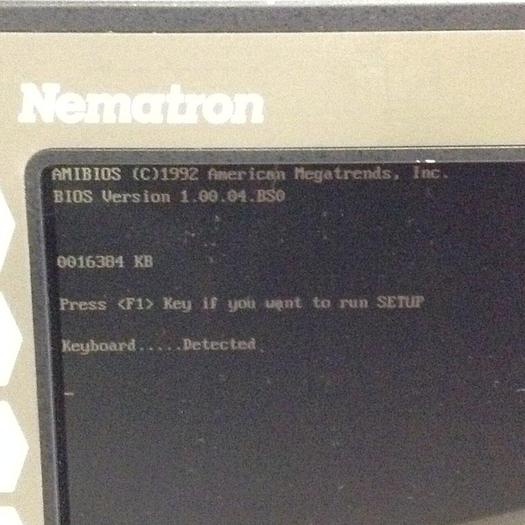 Nematron
AMIBIOS (C)1992 American Megatrends, Inc.
BIOS Version 1.00.04.BS0
0016384 KB
Press <F1> Key if you want to run SETUP
Keyboard.....Detected
_